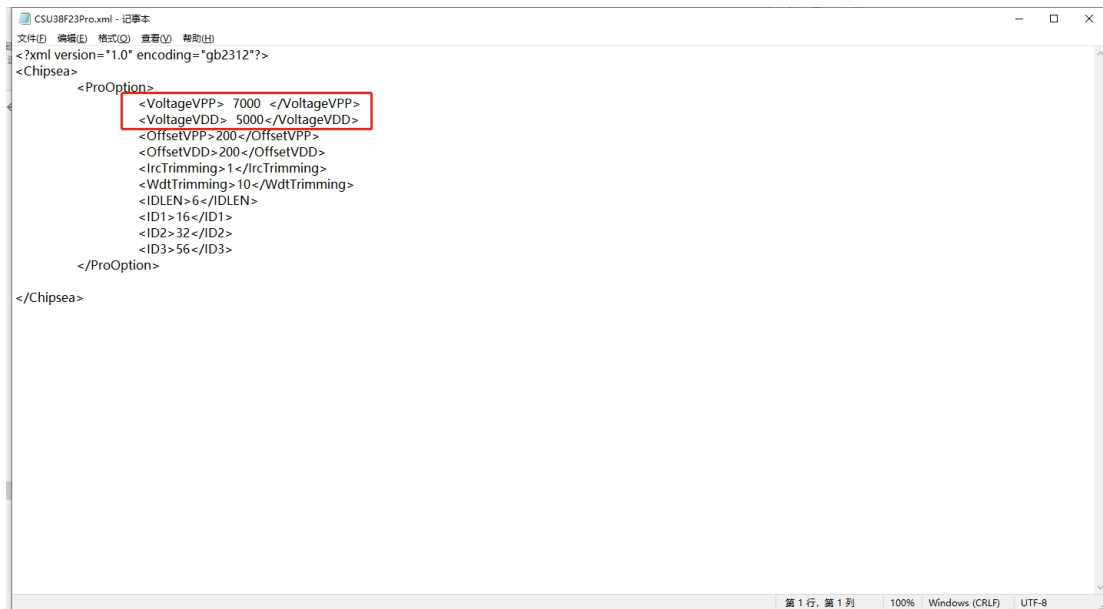 CSU38F23Pro.xml - 记事本
文件(F) 编辑(E) 格式(O) 查看(V) 帮助(H)
<?xml version="1.0" encoding="gb2312"?>
<Chipsea>
<ProOption>
<VoltageVPP> 7000 </VoltageVPP>
<VoltageVDD> 5000</VoltageVDD>
<OffsetVPP>200</OffsetVPP>
<OffsetVDD>200</OffsetVDD>
<IrcTrimming>1</IrcTrimming>
<WdtTrimming>10</WdtTrimming>
<IDLEN>6</IDLEN>
<ID1>16</ID1>
<ID2>32</ID2>
<ID3>56</ID3>
</ProOption>
</Chipsea>
第 1 行, 第 1 列 100% Windows (CRLF) UTF-8